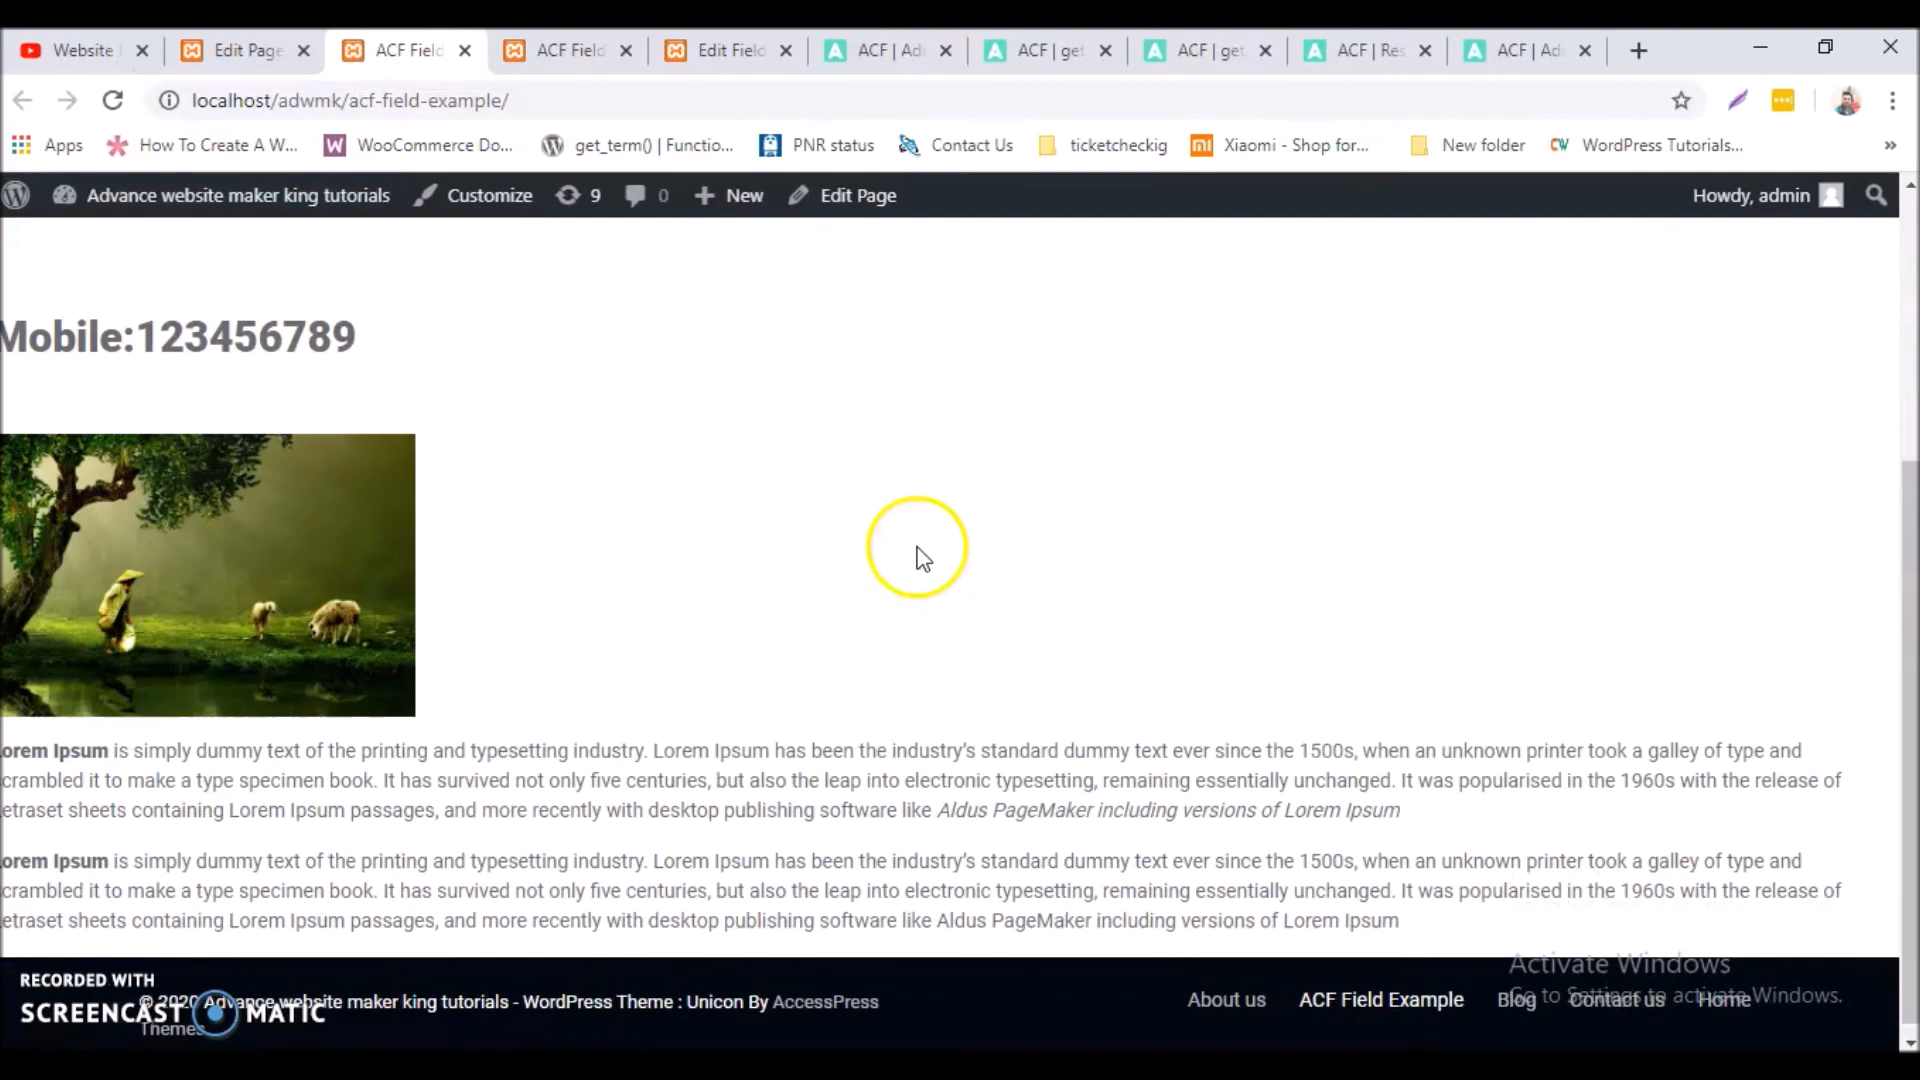 Website
Edit Page
ACF Field
ACF Field
Edit Field
ACF | Ad
ACF | get
ACF | get
ACF | Res
ACF | Ad
localhost/adwmk/acf-field-example/
Apps
How To Create A W...
WooCommerce Do...
get_term() | Functio...
PNR status
Contact Us
ticketcheckig
Xiaomi - Shop for...
New folder
WordPress Tutorials...
»
Advance website maker king tutorials
Customize
9
0
New
Edit Page
Howdy, admin
Mobile:123456789
orem Ipsum is simply dummy text of the printing and typesetting industry. Lorem Ipsum has been the industry’s standard dummy text ever since the 1500s, when an unknown printer took a galley of type and
crambled it to make a type specimen book. It has survived not only five centuries, but also the leap into electronic typesetting, remaining essentially unchanged. It was popularised in the 1960s with the release of
etraset sheets containing Lorem Ipsum passages, and more recently with desktop publishing software like Aldus PageMaker including versions of Lorem Ipsum
orem Ipsum is simply dummy text of the printing and typesetting industry. Lorem Ipsum has been the industry’s standard dummy text ever since the 1500s, when an unknown printer took a galley of type and
crambled it to make a type specimen book. It has survived not only five centuries, but also the leap into electronic typesetting, remaining essentially unchanged. It was popularised in the 1960s with the release of
etraset sheets containing Lorem Ipsum passages, and more recently with desktop publishing software like Aldus PageMaker including versions of Lorem Ipsum
RECORDED WITH
SCREENCAST MATIC
© 2020 Advance website maker king tutorials - WordPress Theme : Unicon By AccessPress
Themes
About us
ACF Field Example
Blog
Contact us
Home
Activate Windows
Go to Settings to activate Windows.